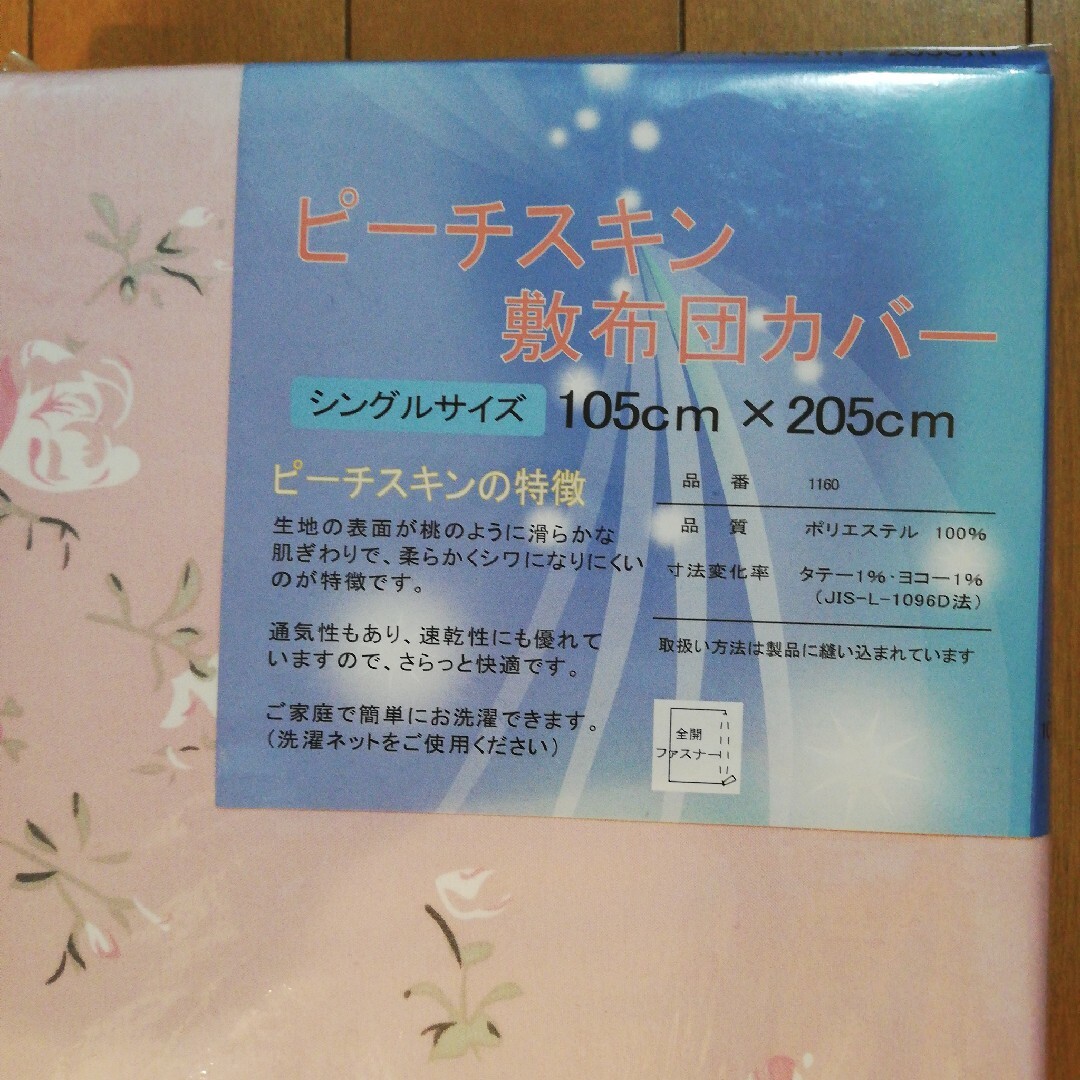 ピーチスキン
敷布団カバー
シングルサイズ 105cm×205cm
ピーチスキンの特徴
生地の表面が桃のように滑らかな
肌ざわりで、柔らかくシワになりにくい
のが特徴です。
通気性もあり、速乾性にも優れて
いますので、さらっと快適です。
ご家庭で簡単にお洗濯できます。
(洗濯ネットをご使用ください)
品 番 1160
品 質 ポリエステル 100%
寸法変化率 タテー1%・ヨコー1%
(JIS-L-1096D法)
取扱い方法は製品に縫い込まれています
全開
ファスナー